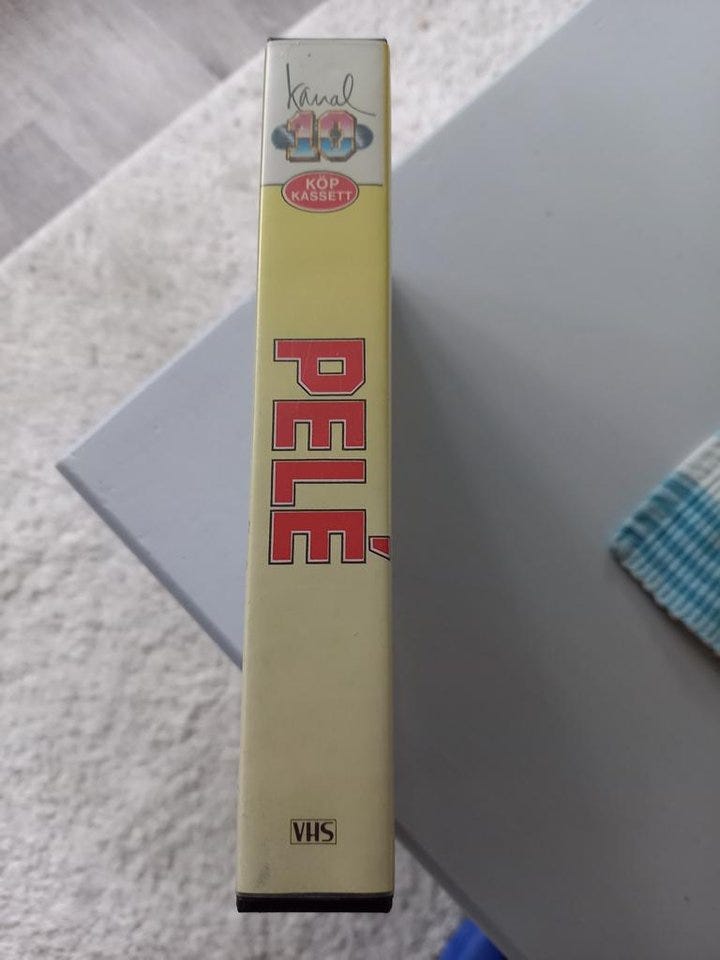 kanal
10
KÖP
KASSETT
PELÉ
VHS